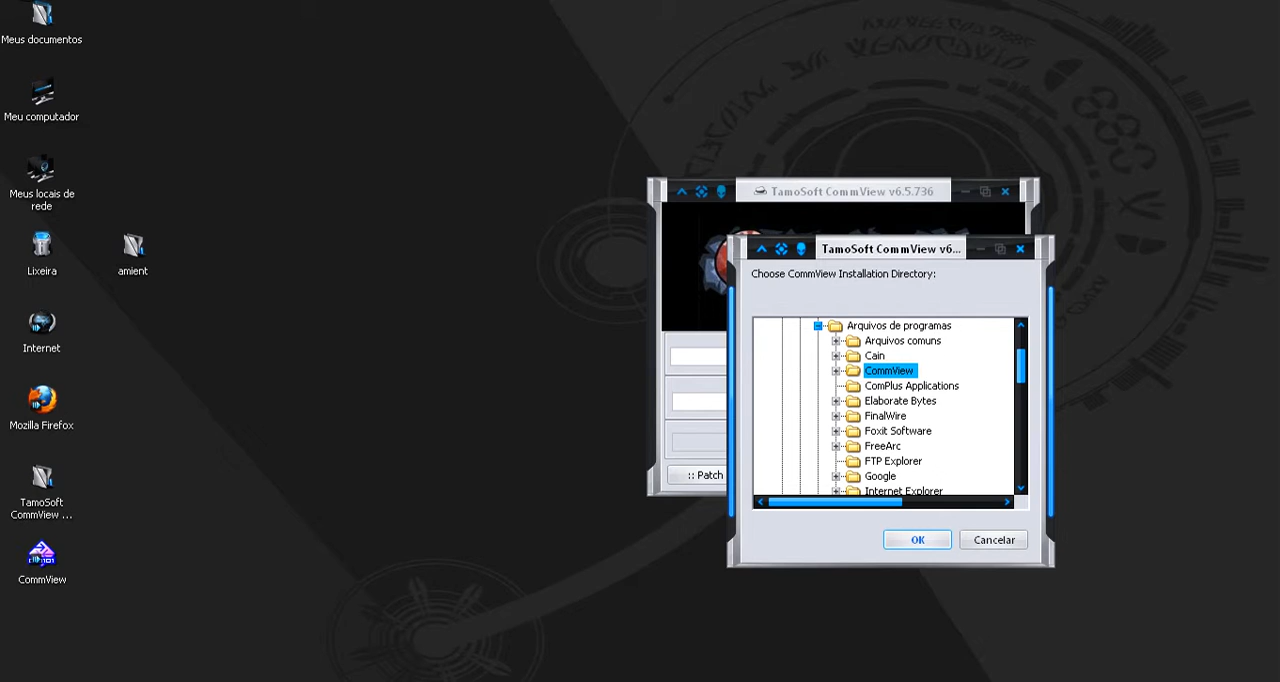 Meus documentos
Meu computador
Meus locais de
rede
Lixeira
amient
Internet
Mozilla Firefox
TamoSoft
CommView ...
CommView
TamoSoft CommView v6.5.736
:: Patch
TamoSoft CommView v6...
Choose CommView Installation Directory:
Arquivos de programas
Arquivos comuns
Cain
CommView
ComPlus Applications
Elaborate Bytes
FinalWire
Foxit Software
FreeArc
FTP Explorer
Google
Internet Explorer
OK
Cancelar